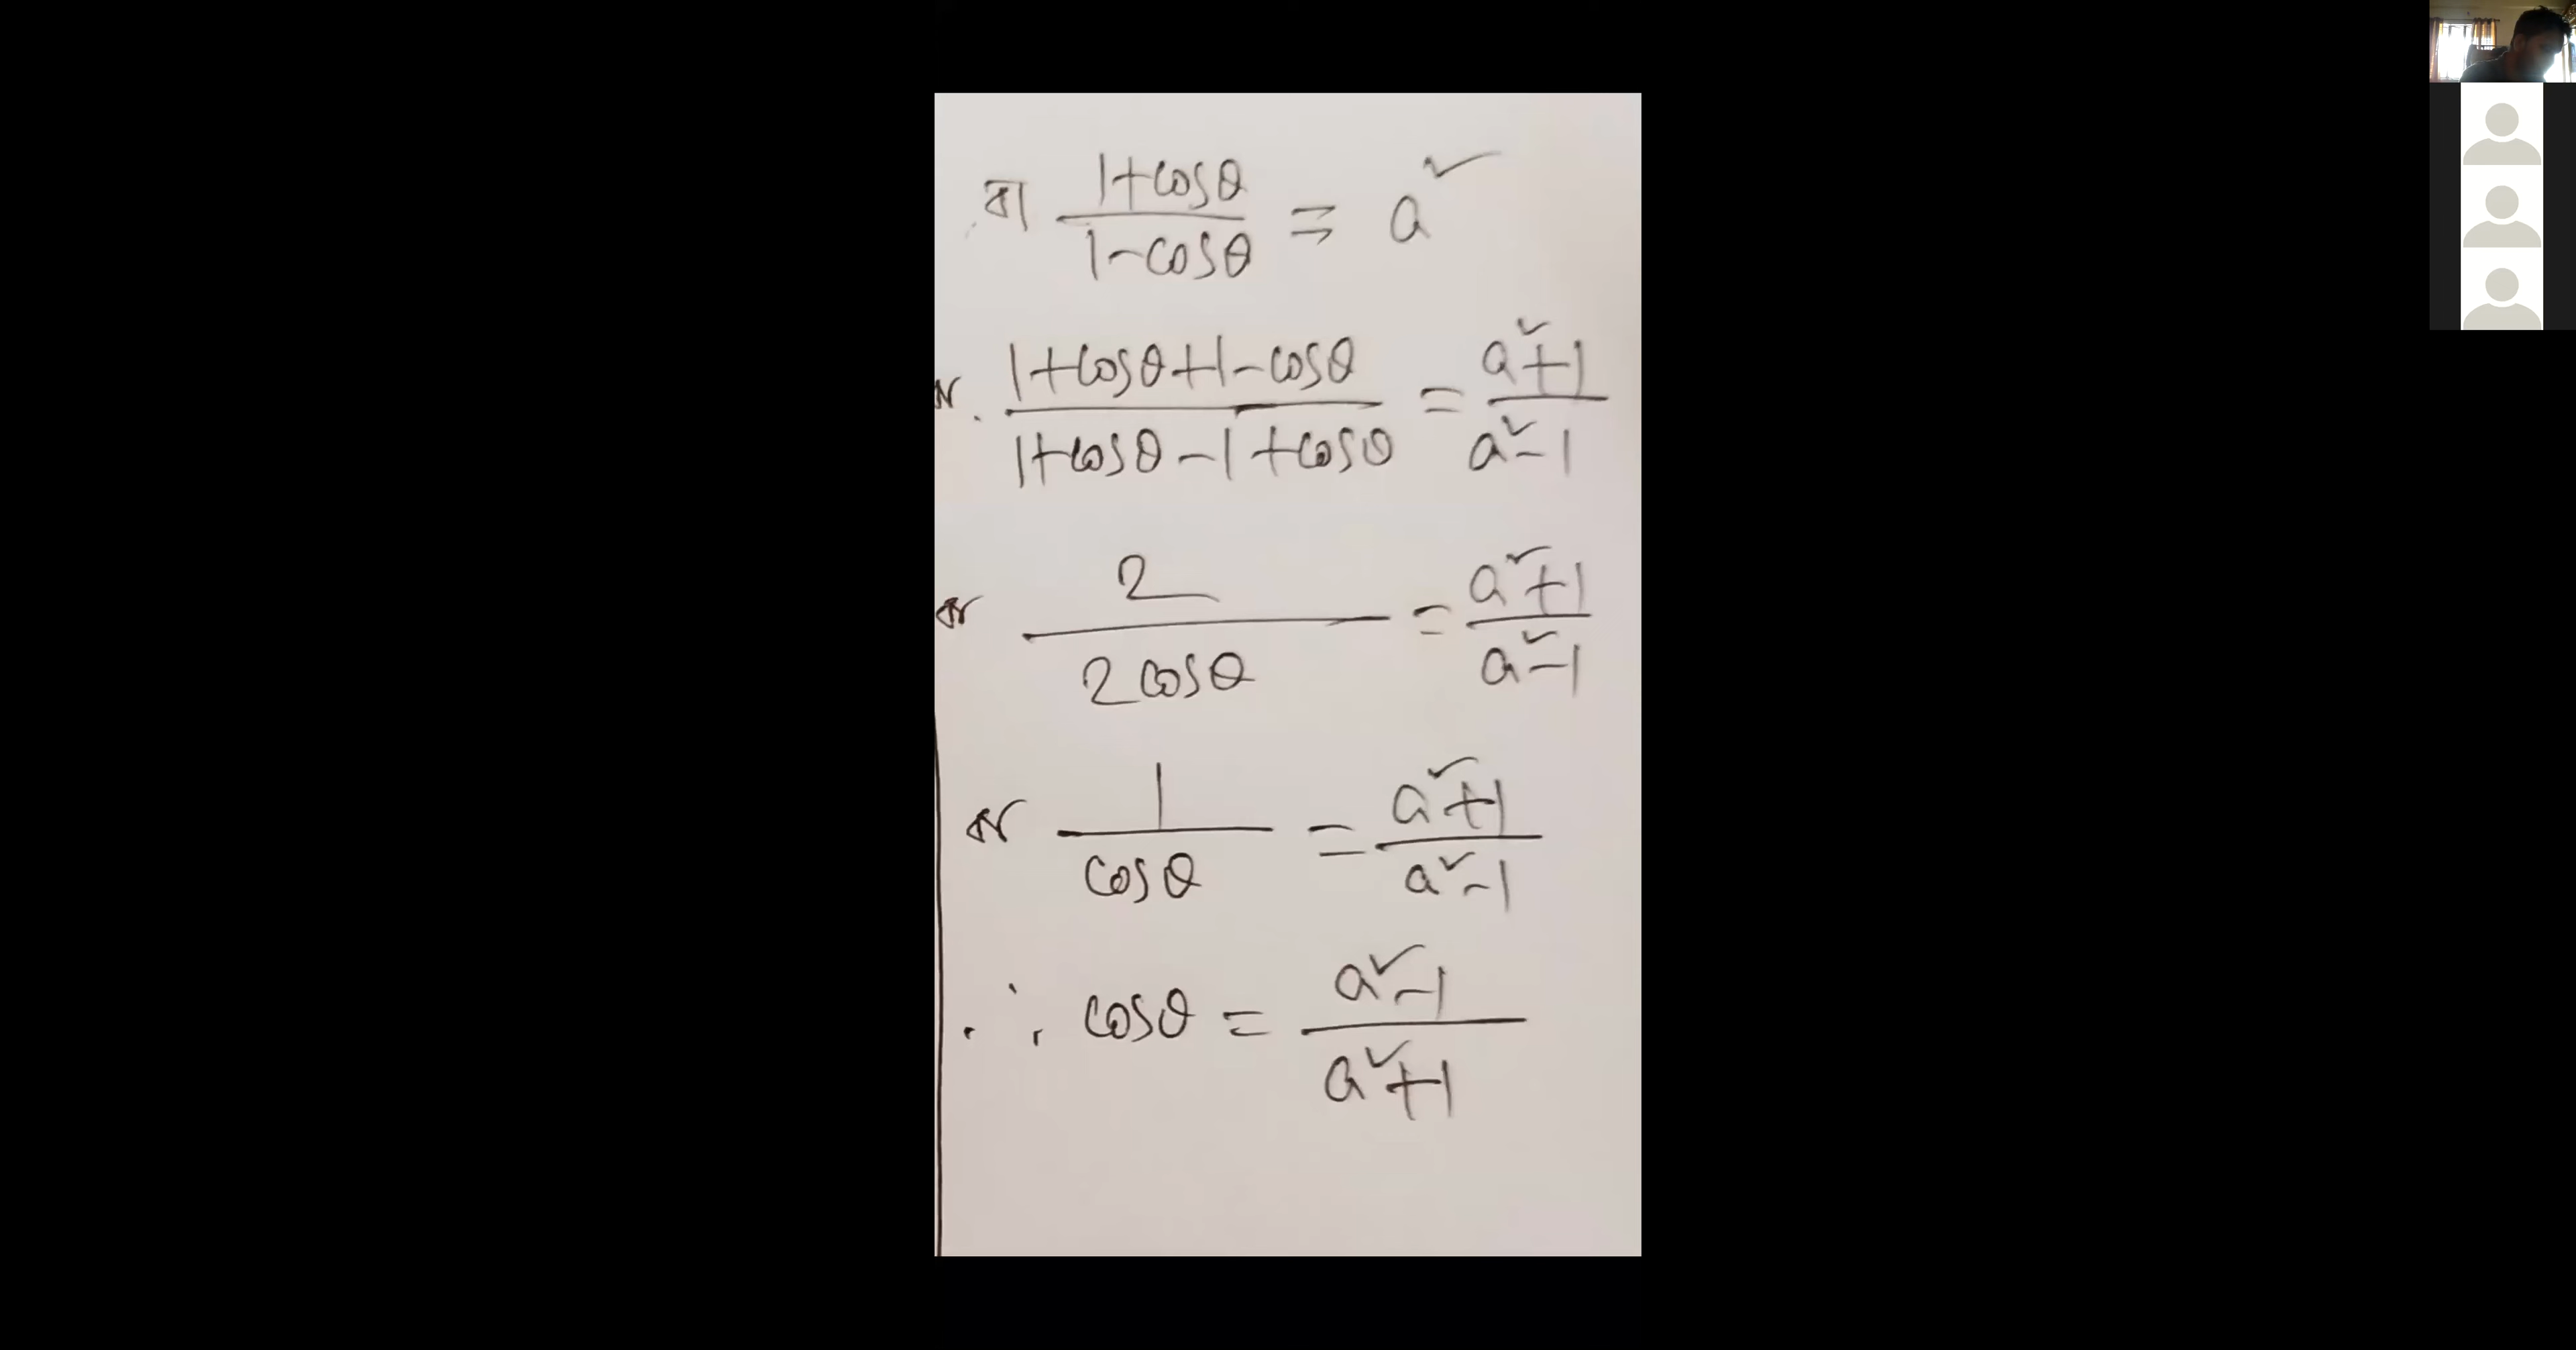 বা (1+cosθ)/(1-cosθ) = a²
বা (1+cosθ+1-cosθ)/(1+cosθ-1+cosθ) = (a²+1)/(a²-1)
বা 2/(2cosθ) = (a²+1)/(a²-1)
বা 1/cosθ = (a²+1)/(a²-1)
∴ cosθ = (a²-1)/(a²+1)